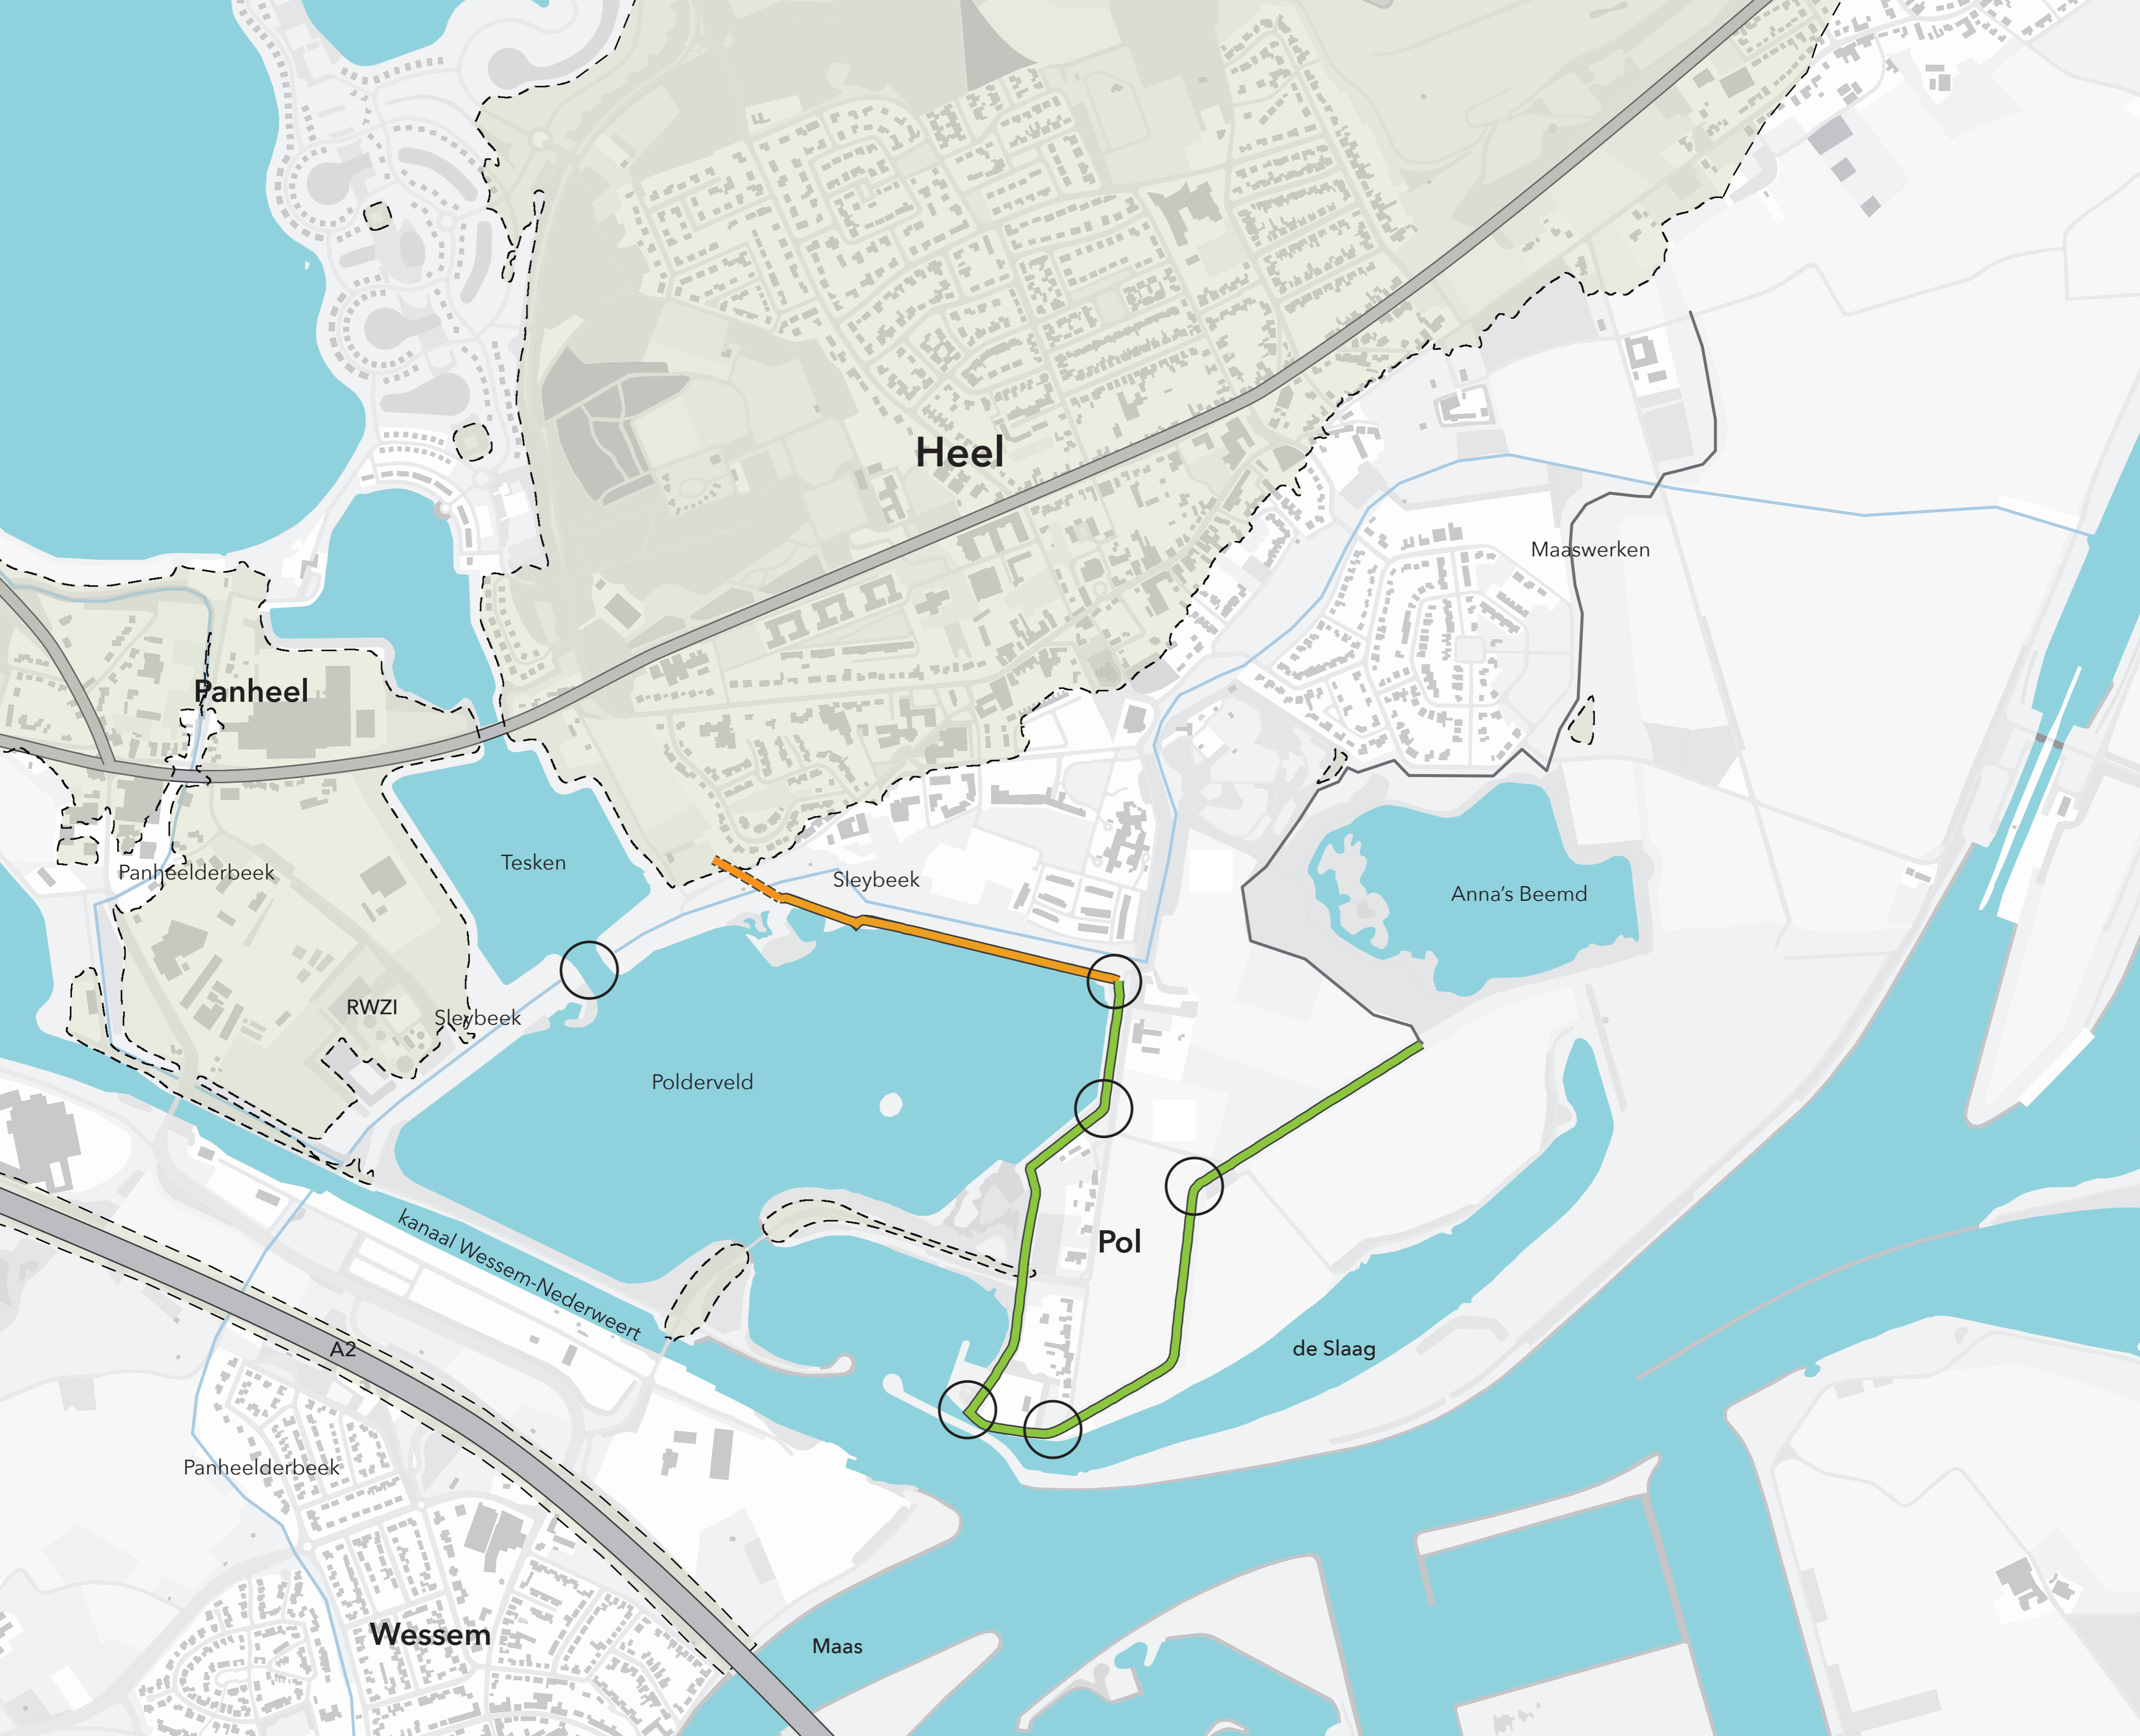 Heel
Maaswerken
Panheel
Tesken
Panheelderbeek
Sleybeek
Anna's Beemd
RWZI
Sleybeek
Polderveld
Pol
kanaal Wessem-Nederweert
A2
de Slaag
Panheelderbeek
Wessem
Maas